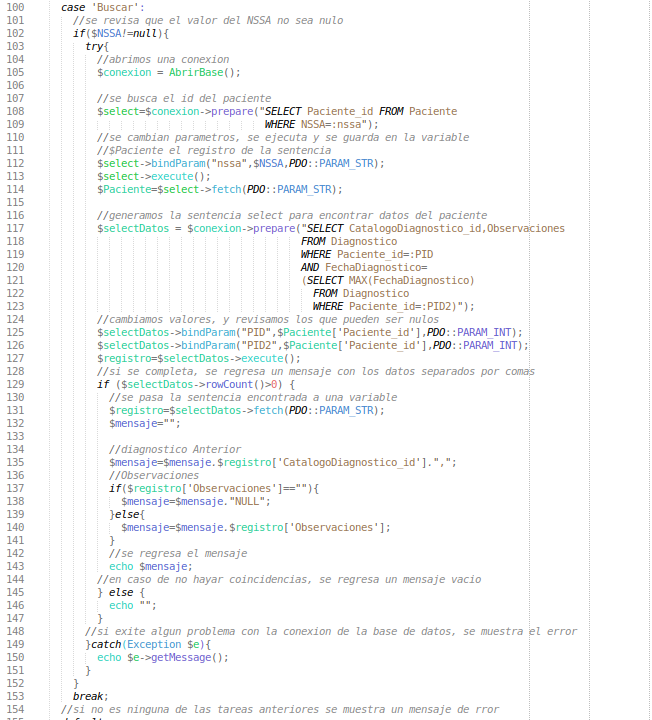 100 case 'Buscar':
101 //se revisa que el valor del NSSA no sea nulo
102 if($NSSA!=null){
103 try{
104 //abrimos una conexion
105 $conexion = AbrirBase();
106
107 //se busca el id del paciente
108 $select=$conexion->prepare("SELECT Paciente_id FROM Paciente
109 WHERE NSSA=:nssa");
110 //se cambian parametros, se ejecuta y se guarda en la variable
111 //$Paciente el registro de la sentencia
112 $select->bindParam("nssa",$NSSA,PDO::PARAM_STR);
113 $select->execute();
114 $Paciente=$select->fetch(PDO::PARAM_STR);
115
116 //generamos la sentencia select para encontrar datos del paciente
117 $selectDatos = $conexion->prepare("SELECT CatalogoDiagnostico_id,Observaciones
118 FROM Diagnostico
119 WHERE Paciente_id=:PID
120 AND FechaDiagnostico=
121 (SELECT MAX(FechaDiagnostico)
122 FROM Diagnostico
123 WHERE Paciente_id=:PID2)");
124 //cambiamos valores, y revisamos los que pueden ser nulos
125 $selectDatos->bindParam("PID",$Paciente['Paciente_id'],PDO::PARAM_INT);
126 $selectDatos->bindParam("PID2",$Paciente['Paciente_id'],PDO::PARAM_INT);
127 $registro=$selectDatos->execute();
128 //si se completa, se regresa un mensaje con los datos separados por comas
129 if ($selectDatos->rowCount()>0) {
130 //se pasa la sentencia encontrada a una variable
131 $registro=$selectDatos->fetch(PDO::PARAM_STR);
132 $mensaje="";
133
134 //diagnostico Anterior
135 $mensaje=$mensaje.$registro['CatalogoDiagnostico_id'].",";
136 //Observaciones
137 if($registro['Observaciones']==""){
138 $mensaje=$mensaje."NULL";
139 }else{
140 $mensaje=$mensaje.$registro['Observaciones'];
141 }
142 //se regresa el mensaje
143 echo $mensaje;
144 //en caso de no hayar coincidencias, se regresa un mensaje vacio
145 } else {
146 echo "";
147 }
148 //si exite algun problema con la conexion de la base de datos, se muestra el error
149 }catch(Exception $e){
150 echo $e->getMessage();
151 }
152 }
153 break;
154 //si no es ninguna de las tareas anteriores se muestra un mensaje de rror